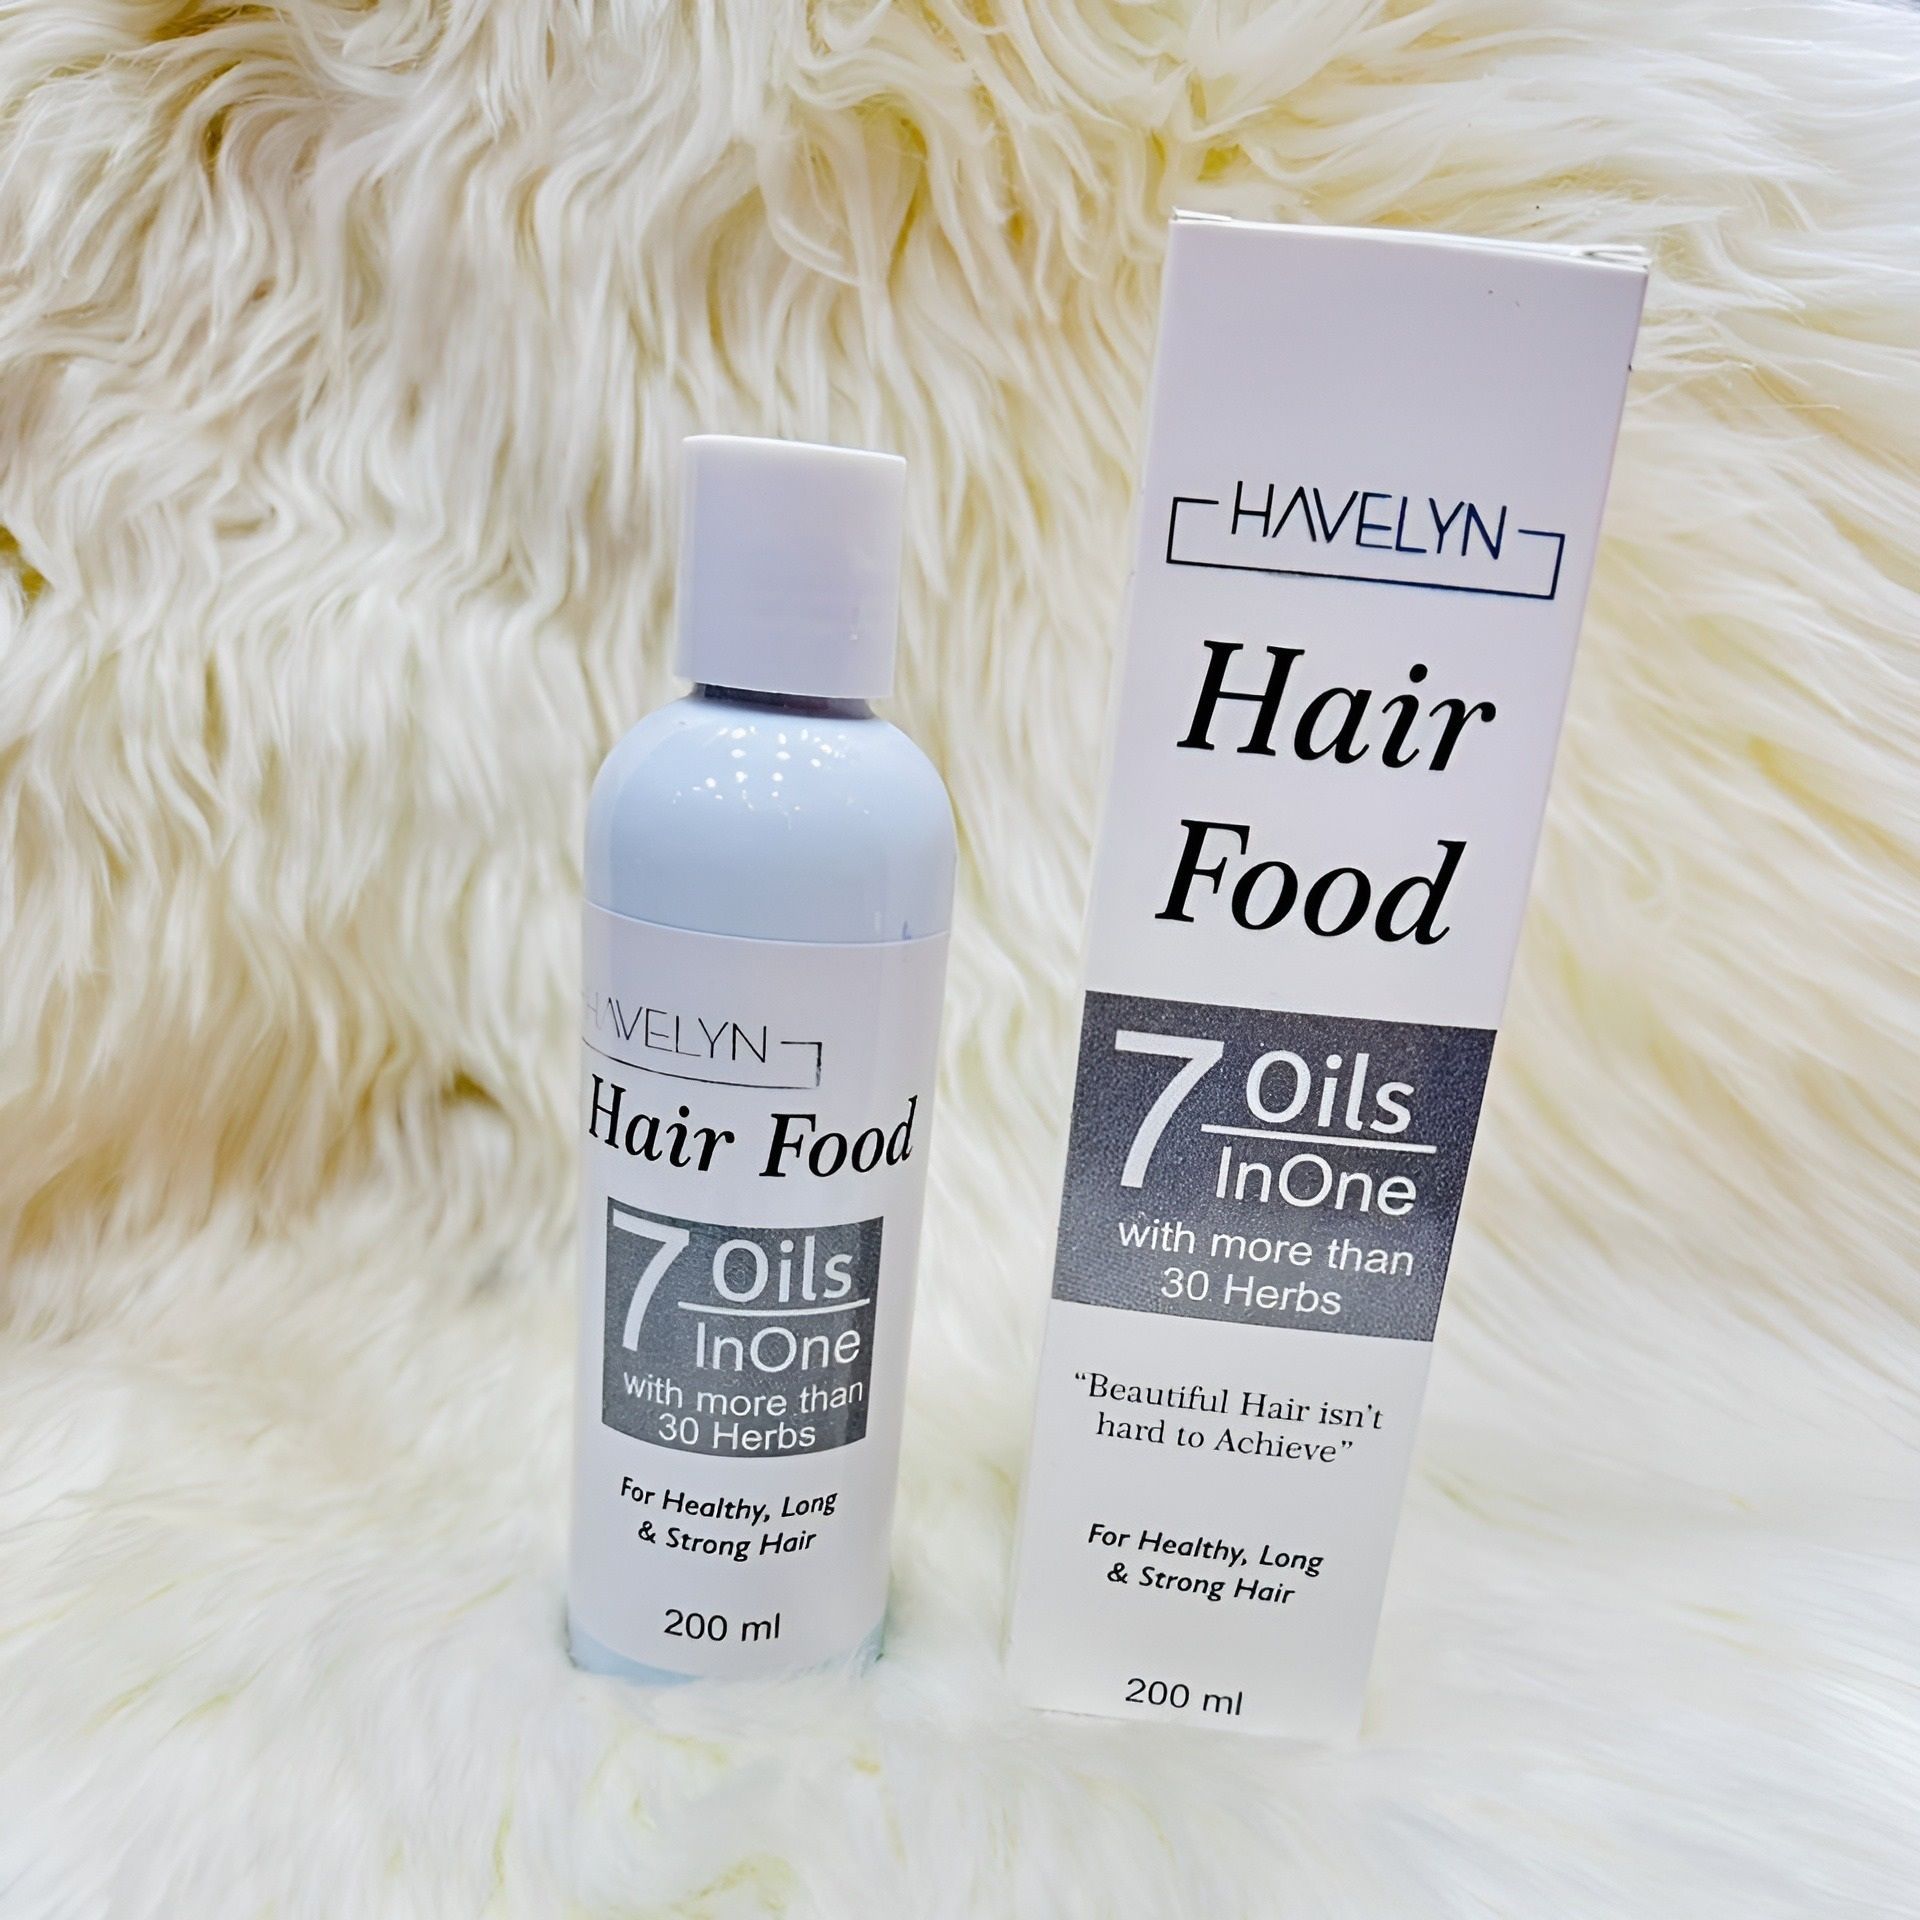 HAVELYN
Hair Food
7 Oils
InOne
with more than
30 Herbs
For Healthy, Long
& Strong Hair
200 ml
HAVELYN
Hair
Food
7 Oils
InOne
with more than
30 Herbs
“Beautiful Hair isn’t
hard to Achieve”
For Healthy, Long
& Strong Hair
200 ml